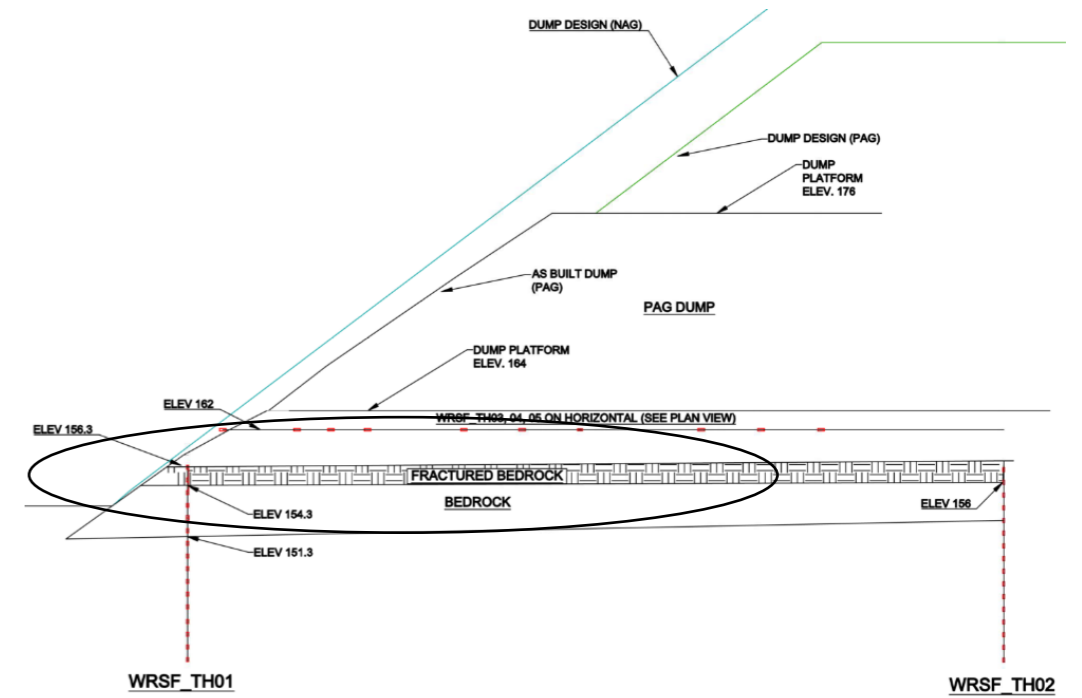 DUMP DESIGN (NAG)
DUMP DESIGN (PAG)
DUMP
PLATFORM
ELEV. 176
AS BUILT DUMP
(PAG)
PAG DUMP
DUMP PLATFORM
ELEV. 164
ELEV 162
WRSF_TH03, 04, 05 ON HORIZONTAL (SEE PLAN VIEW)
ELEV 156.3
FRACTURED BEDROCK
BEDROCK
ELEV 156
ELEV 154.3
ELEV 151.3
WRSF_TH01
WRSF_TH02